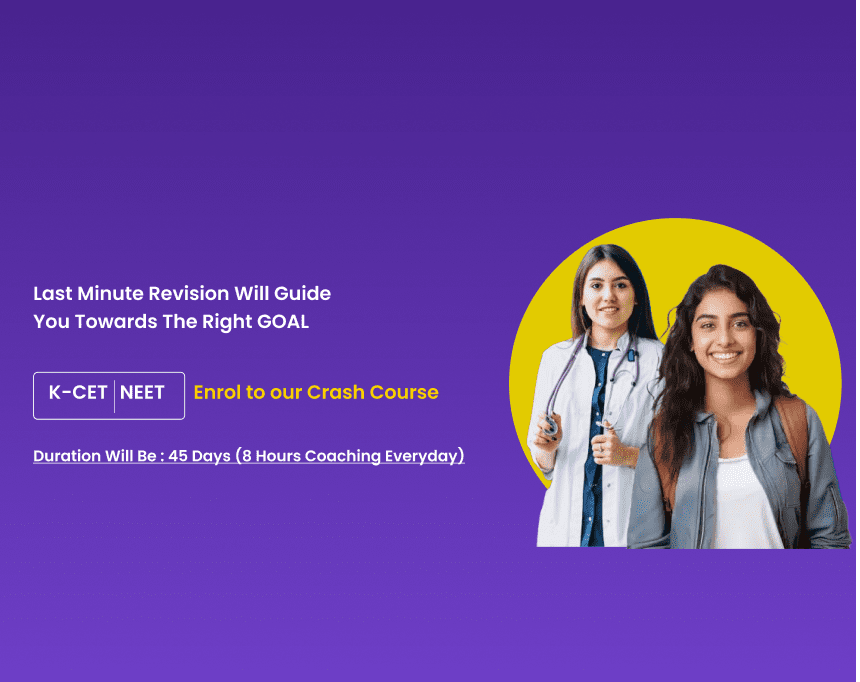 Last Minute Revision Will Guide
You Towards The Right GOAL
K-CET | NEET Enrol to our Crash Course
Duration Will Be : 45 Days (8 Hours Coaching Everyday)